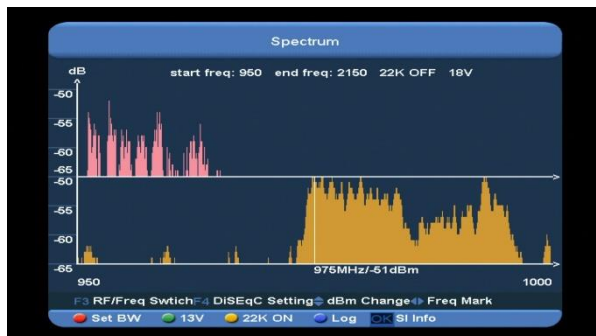 Spectrum
dB start freq: 950 end freq: 2150 22K OFF 18V
-50
-55
-60
-65
-50
-55
-60
-65
975MHz/-51dBm
950 1000
F3 RF/Freq Swtich F4 DiSEqC Setting dBm Change Freq Mark
Set BW 13V 22K ON Log OK SI Info